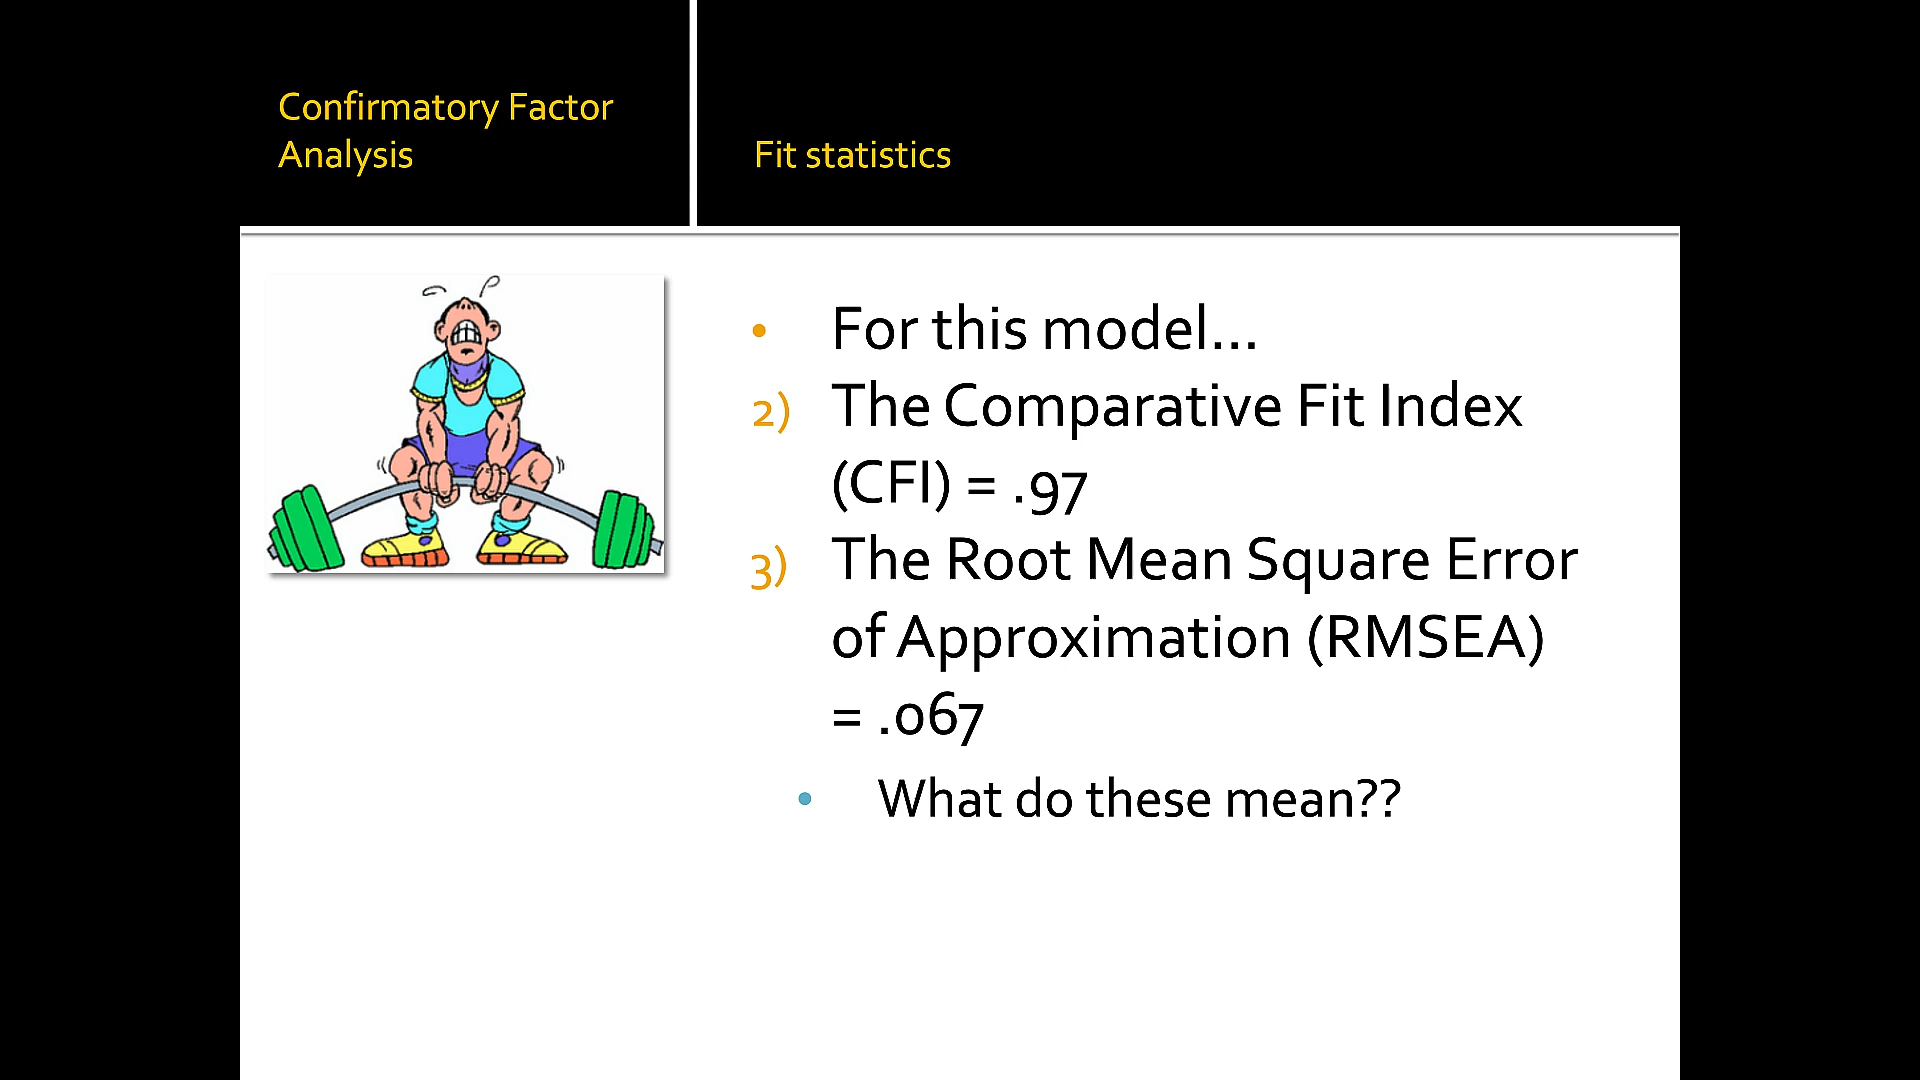 Confirmatory Factor
Analysis
Fit statistics
• For this model...
2) The Comparative Fit Index
(CFI) = .97
3) The Root Mean Square Error
of Approximation (RMSEA)
= .067
• What do these mean??